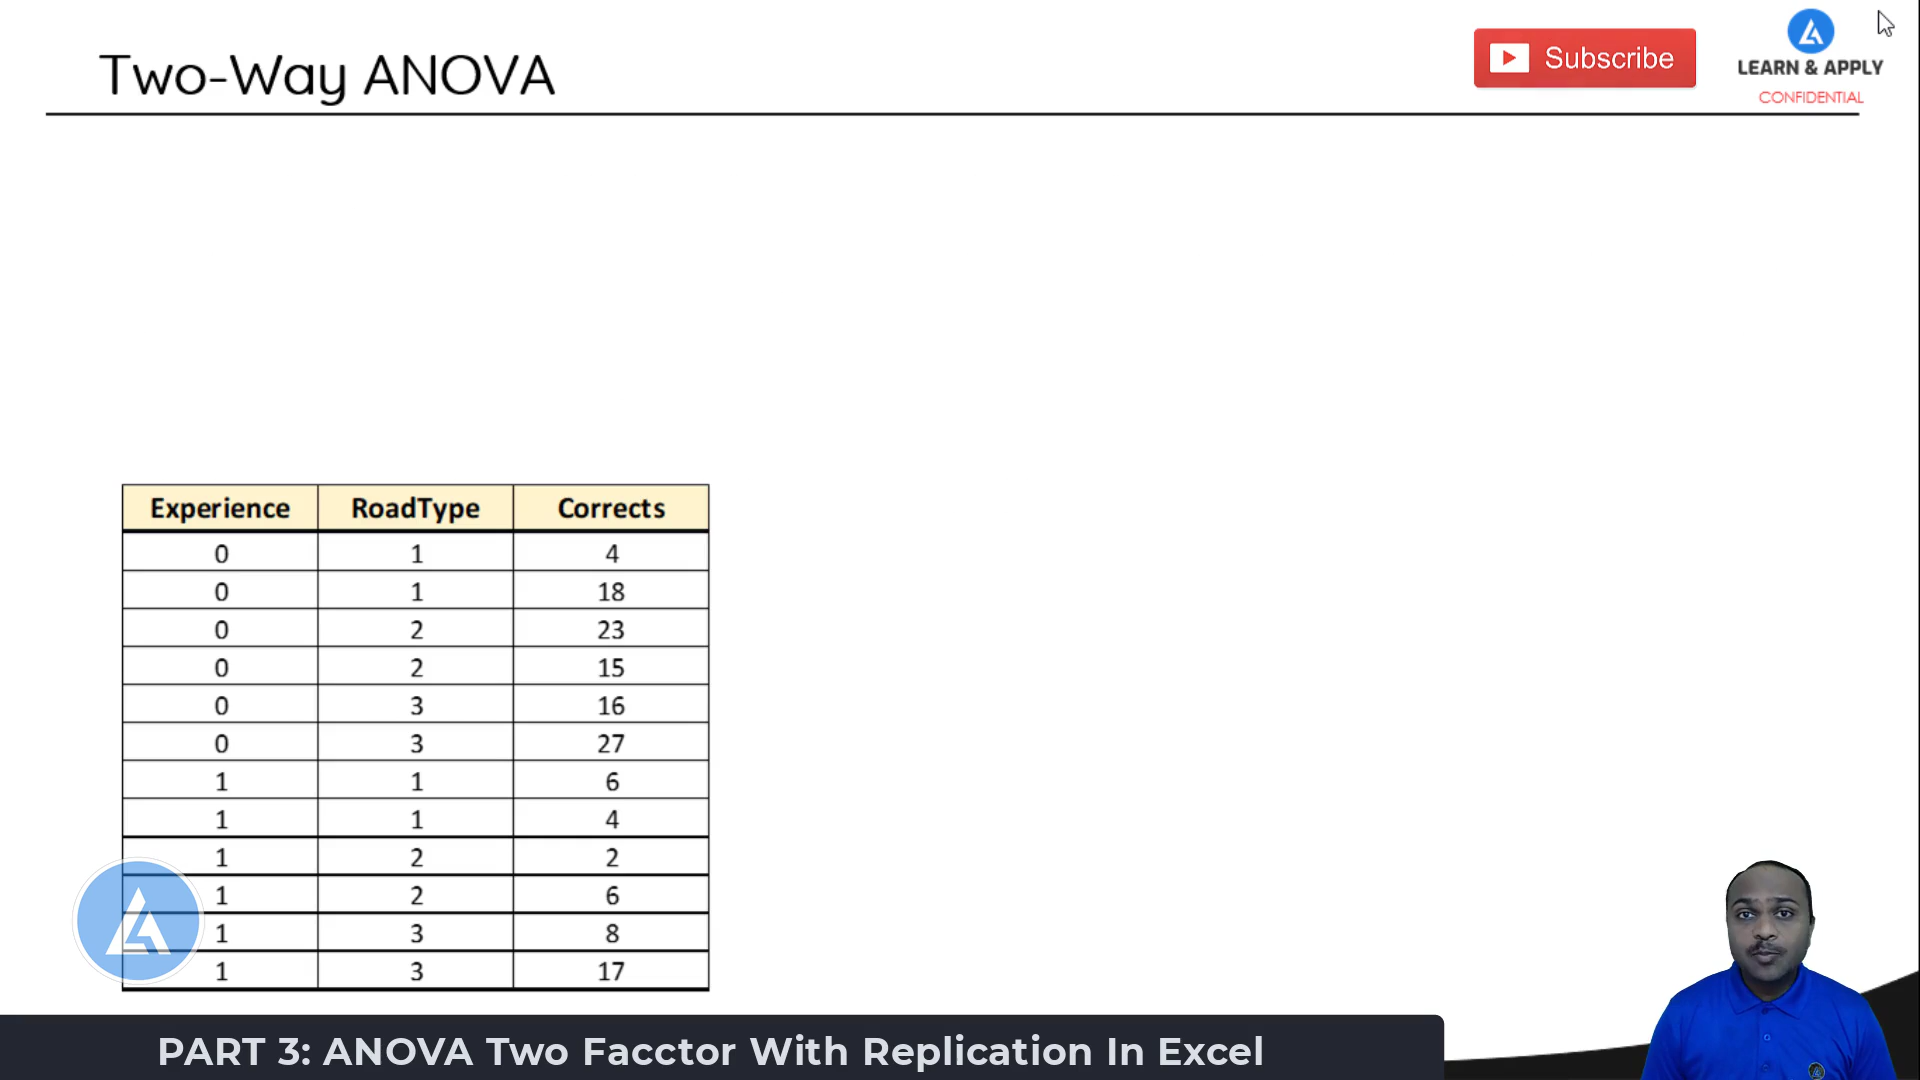 Two-Way ANOVA
Subscribe
LEARN & APPLY
CONFIDENTIAL
Experience RoadType Corrects
0 1 4
0 1 18
0 2 23
0 2 15
0 3 16
0 3 27
1 1 6
1 1 4
1 2 2
1 2 6
1 3 8
1 3 17
PART 3: ANOVA Two Facctor With Replication In Excel